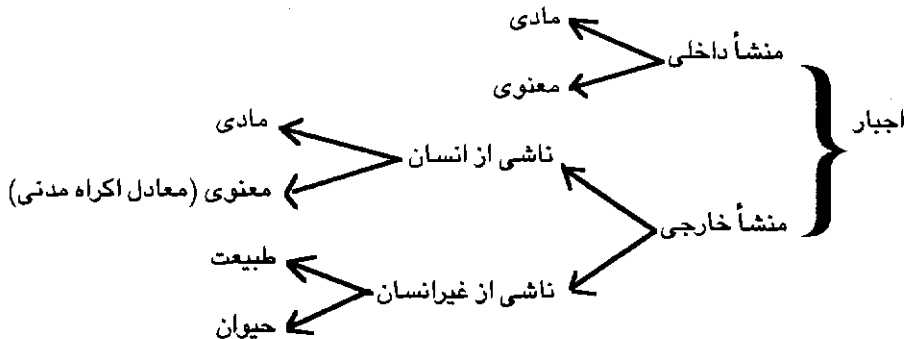 اجبار
منشأ داخلی
مادی
معنوی
منشأ خارجی
ناشی از انسان
مادی
معنوی (معادل اکراه مدنی)
ناشی از غیرانسان
طبیعت
حیوان